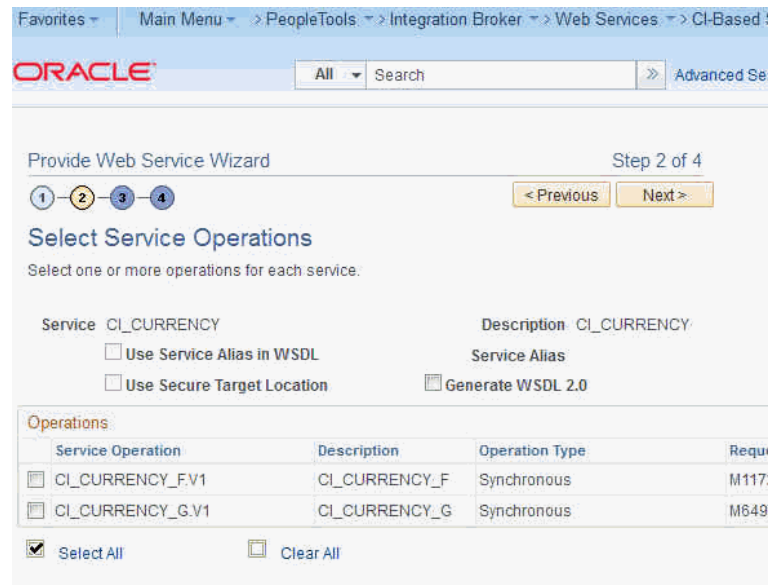 Favorites Main Menu > PeopleTools > Integration Broker > Web Services > CI-Based
ORACLE
All Search » Advanced Se
Provide Web Service Wizard Step 2 of 4
1 2 3 4 < Previous Next >
Select Service Operations
Select one or more operations for each service.
Service CI_CURRENCY Description CI_CURRENCY
Use Service Alias in WSDL Service Alias
Use Secure Target Location Generate WSDL 2.0
Operations
Service Operation Description Operation Type Reque
CI_CURRENCY_F.V1 CI_CURRENCY_F Synchronous M117
CI_CURRENCY_G.V1 CI_CURRENCY_G Synchronous M649
Select All Clear All